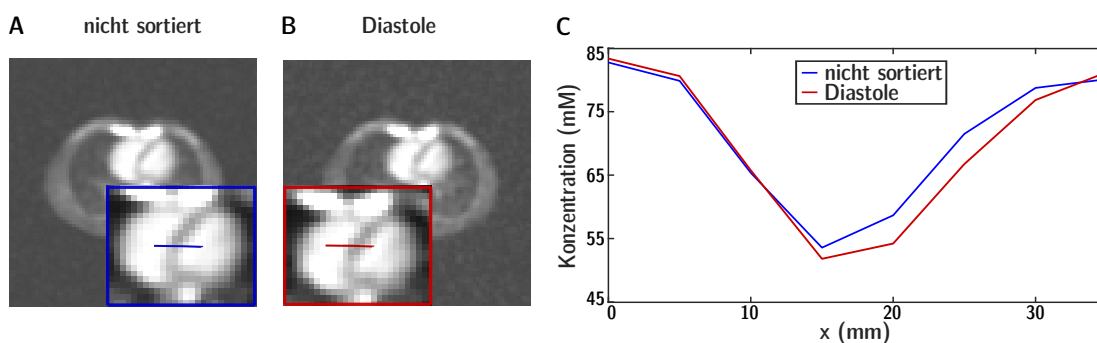 A nicht sortiert
B Diastole
C
Konzentration (mM)
85
75
65
55
45
nicht sortiert
Diastole
0 10 20 30
x (mm)